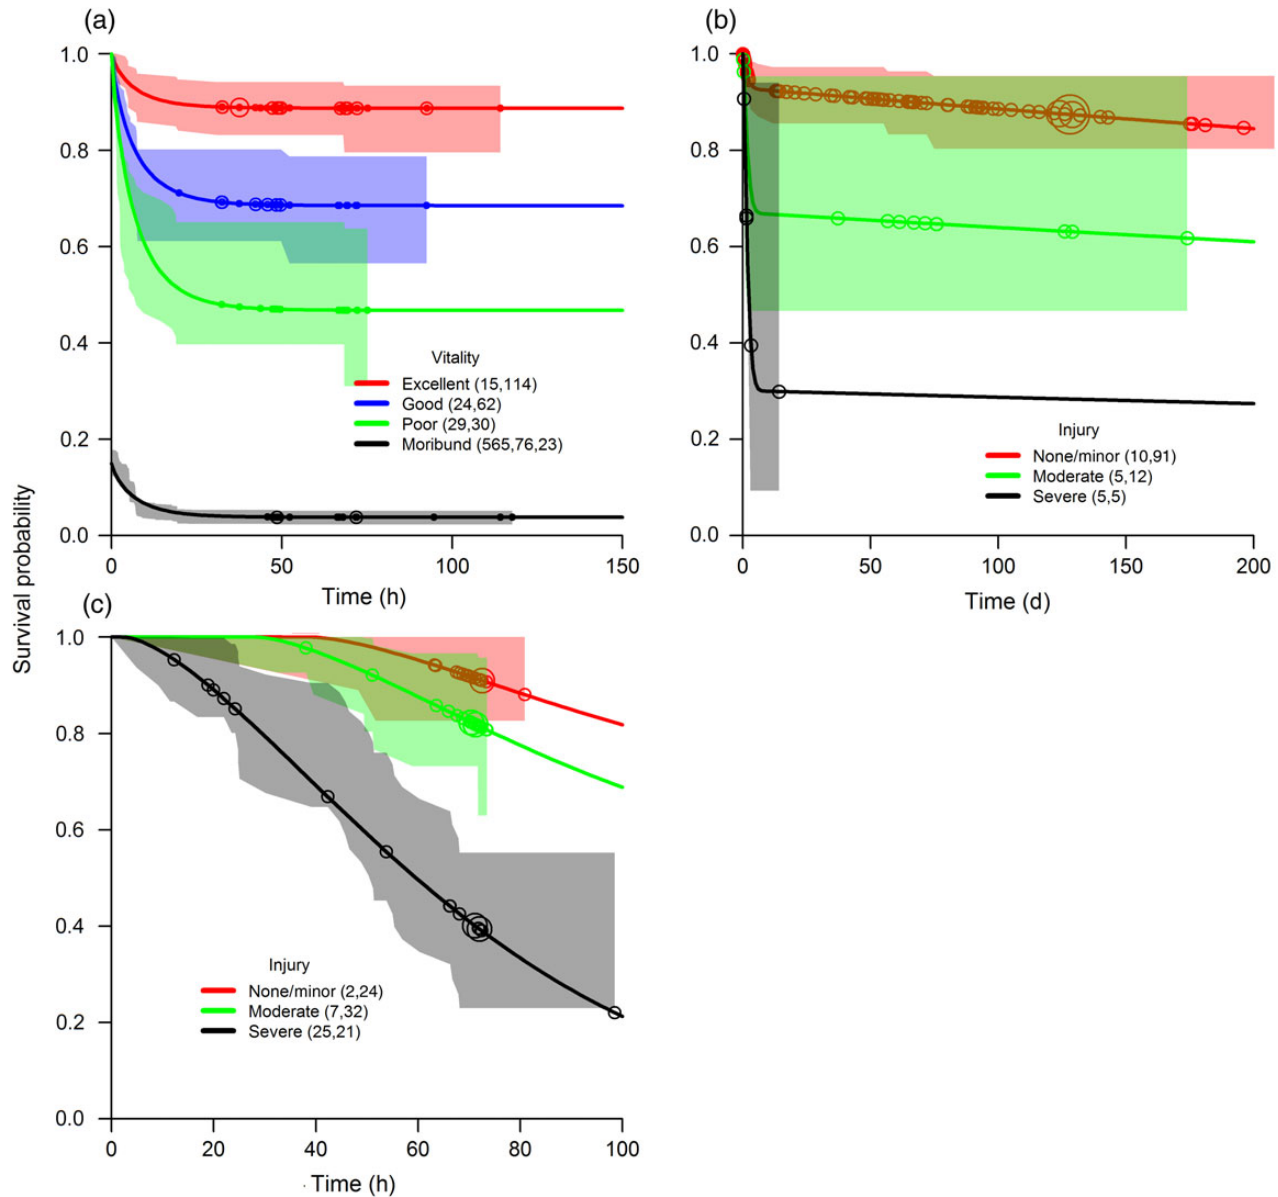 (a)
1.0
0.8
0.6
0.4
0.2
0.0
Vitality
Excellent (15,114)
Good (24,62)
Poor (29,30)
Moribund (565,76,23)
0 50 100 150
Time (h)
(b)
1.0
0.8
0.6
0.4
0.2
0.0
Injury
None/minor (10,91)
Moderate (5,12)
Severe (5,5)
0 50 100 150 200
Time (d)
Survival probability
(c)
1.0
0.8
0.6
0.4
0.2
0.0
Injury
None/minor (2,24)
Moderate (7,32)
Severe (25,21)
0 20 40 60 80 100
Time (h)